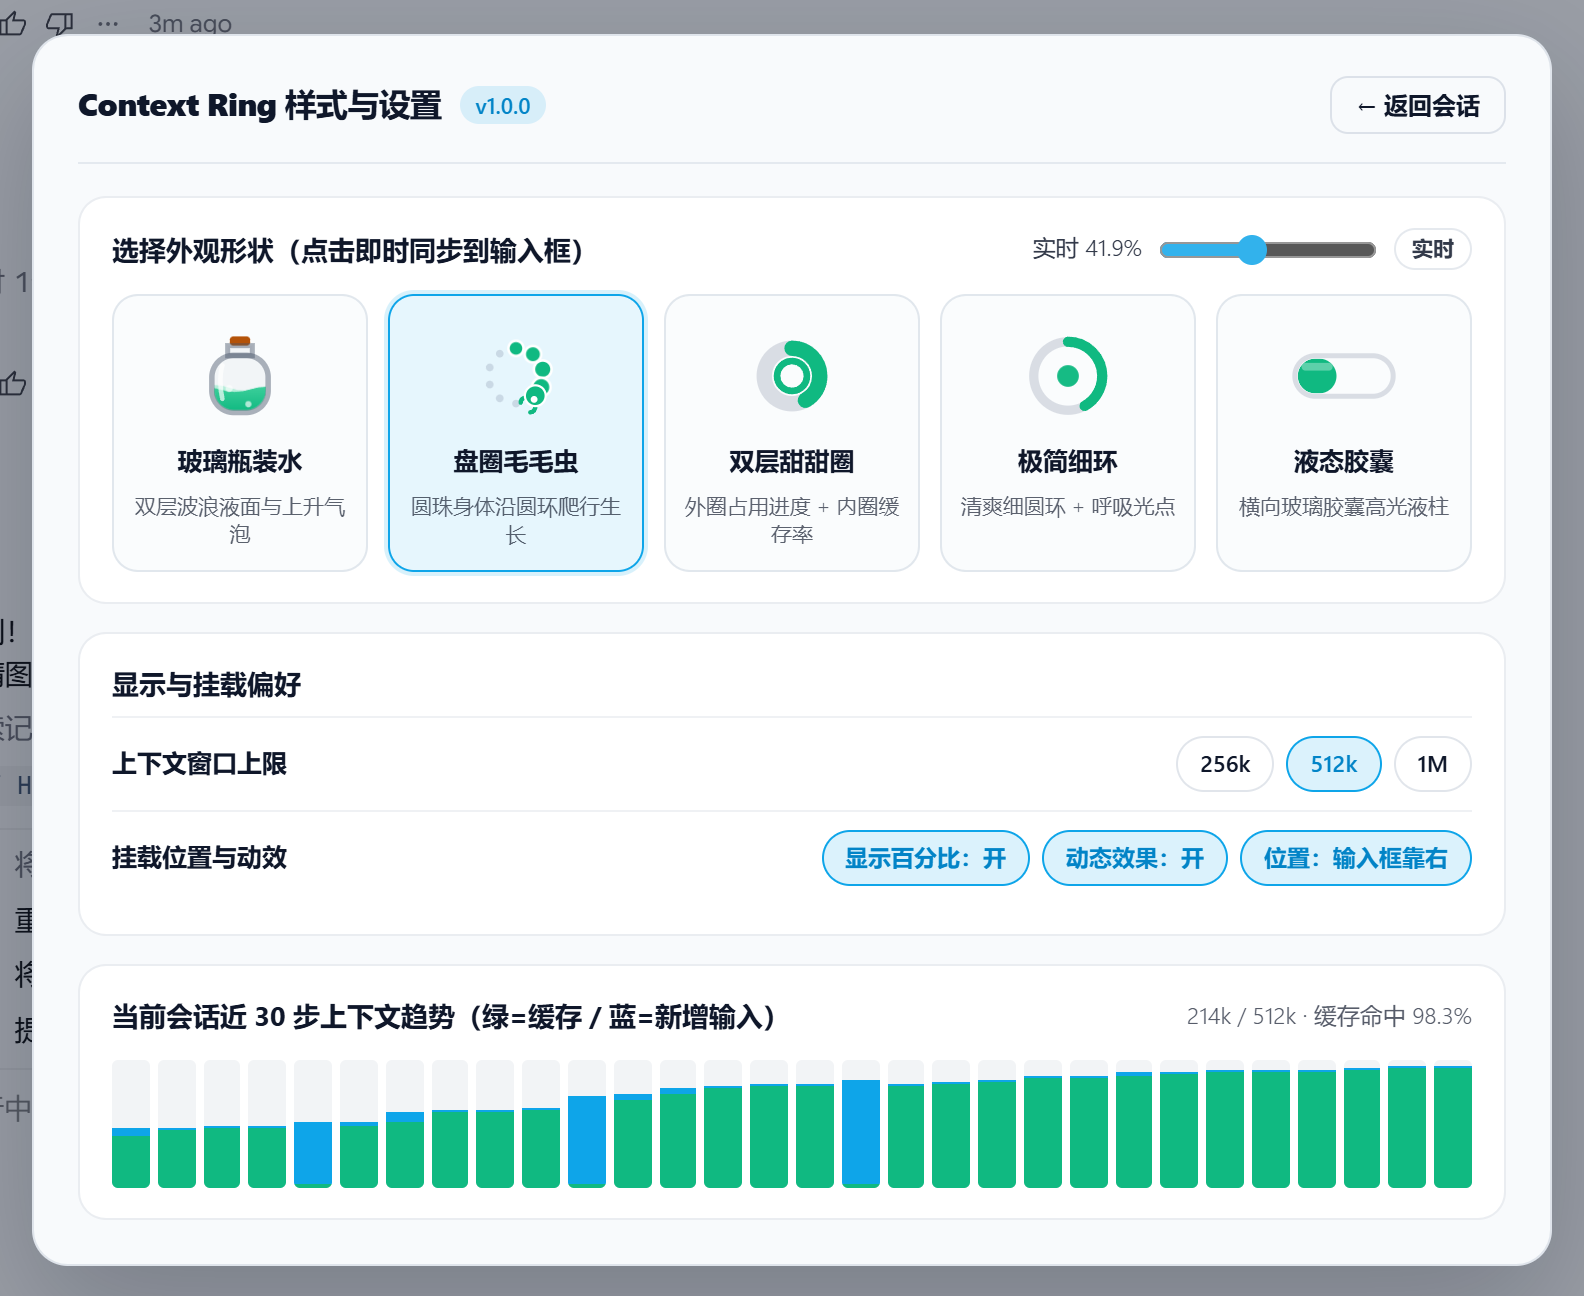 3m ago
Context Ring 样式与设置
v1.0.0
← 返回会话
选择外观形状（点击即时同步到输入框）
实时 41.9%
实时
玻璃瓶装水
双层波浪液面与上升气
泡
盘圈毛毛虫
圆珠身体沿圆环爬行生
长
双层甜甜圈
外圈占用进度 + 内圈缓
存率
极简细环
清爽细圆环 + 呼吸光点
液态胶囊
横向玻璃胶囊高光液柱
显示与挂载偏好
上下文窗口上限
256k
512k
1M
挂载位置与动效
显示百分比：开
动态效果：开
位置：输入框靠右
当前会话近 30 步上下文趋势（绿=缓存 / 蓝=新增输入）
214k / 512k · 缓存命中 98.3%
1
!
图
记
H
将
重
将
提
中